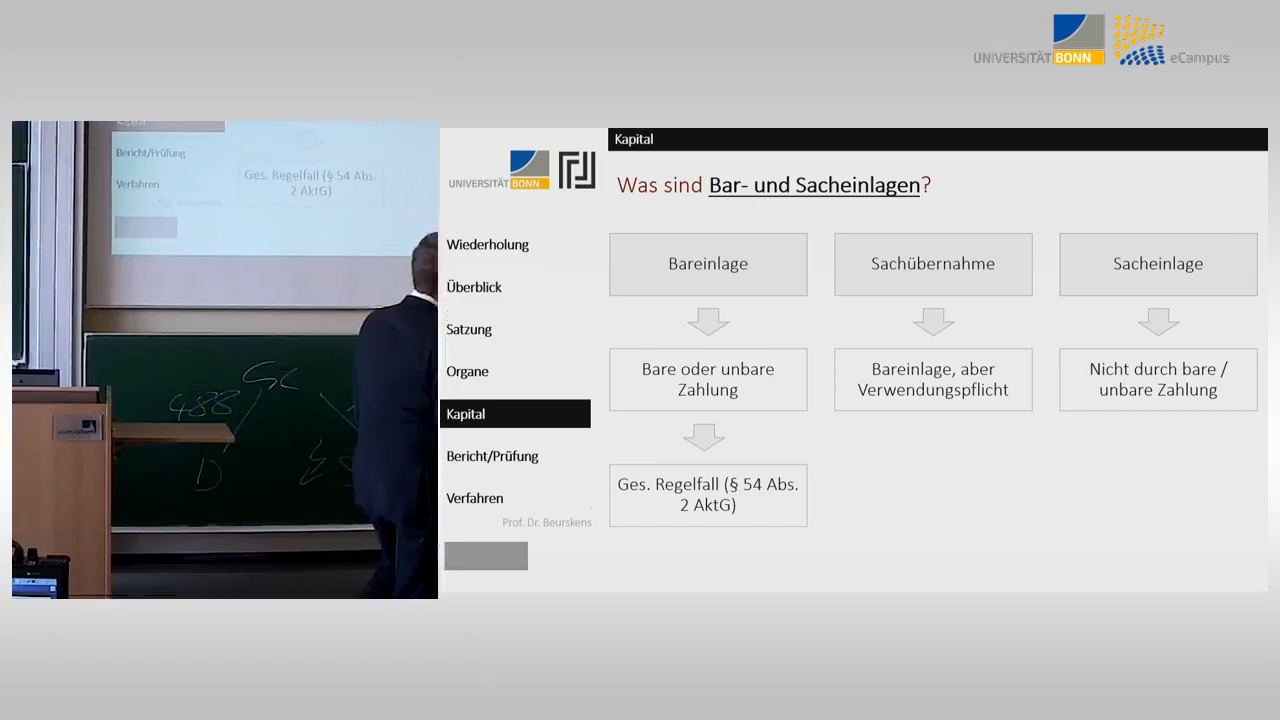 UNIVERSITÄT BONN
eCampus
Bericht/Prüfung
Verfahren
Ges. Regelfall (§ 54 Abs.
2 AktG)
488
D
UNIVERSITÄT BONN
Wiederholung
Überblick
Satzung
Organe
Kapital
Bericht/Prüfung
Verfahren
Prof. Dr. Beurskens
Kapital
Was sind Bar- und Sacheinlagen?
Bareinlage
Bare oder unbare
Zahlung
Ges. Regelfall (§ 54 Abs.
2 AktG)
Sachübernahme
Bareinlage, aber
Verwendungspflicht
Sacheinlage
Nicht durch bare /
unbare Zahlung